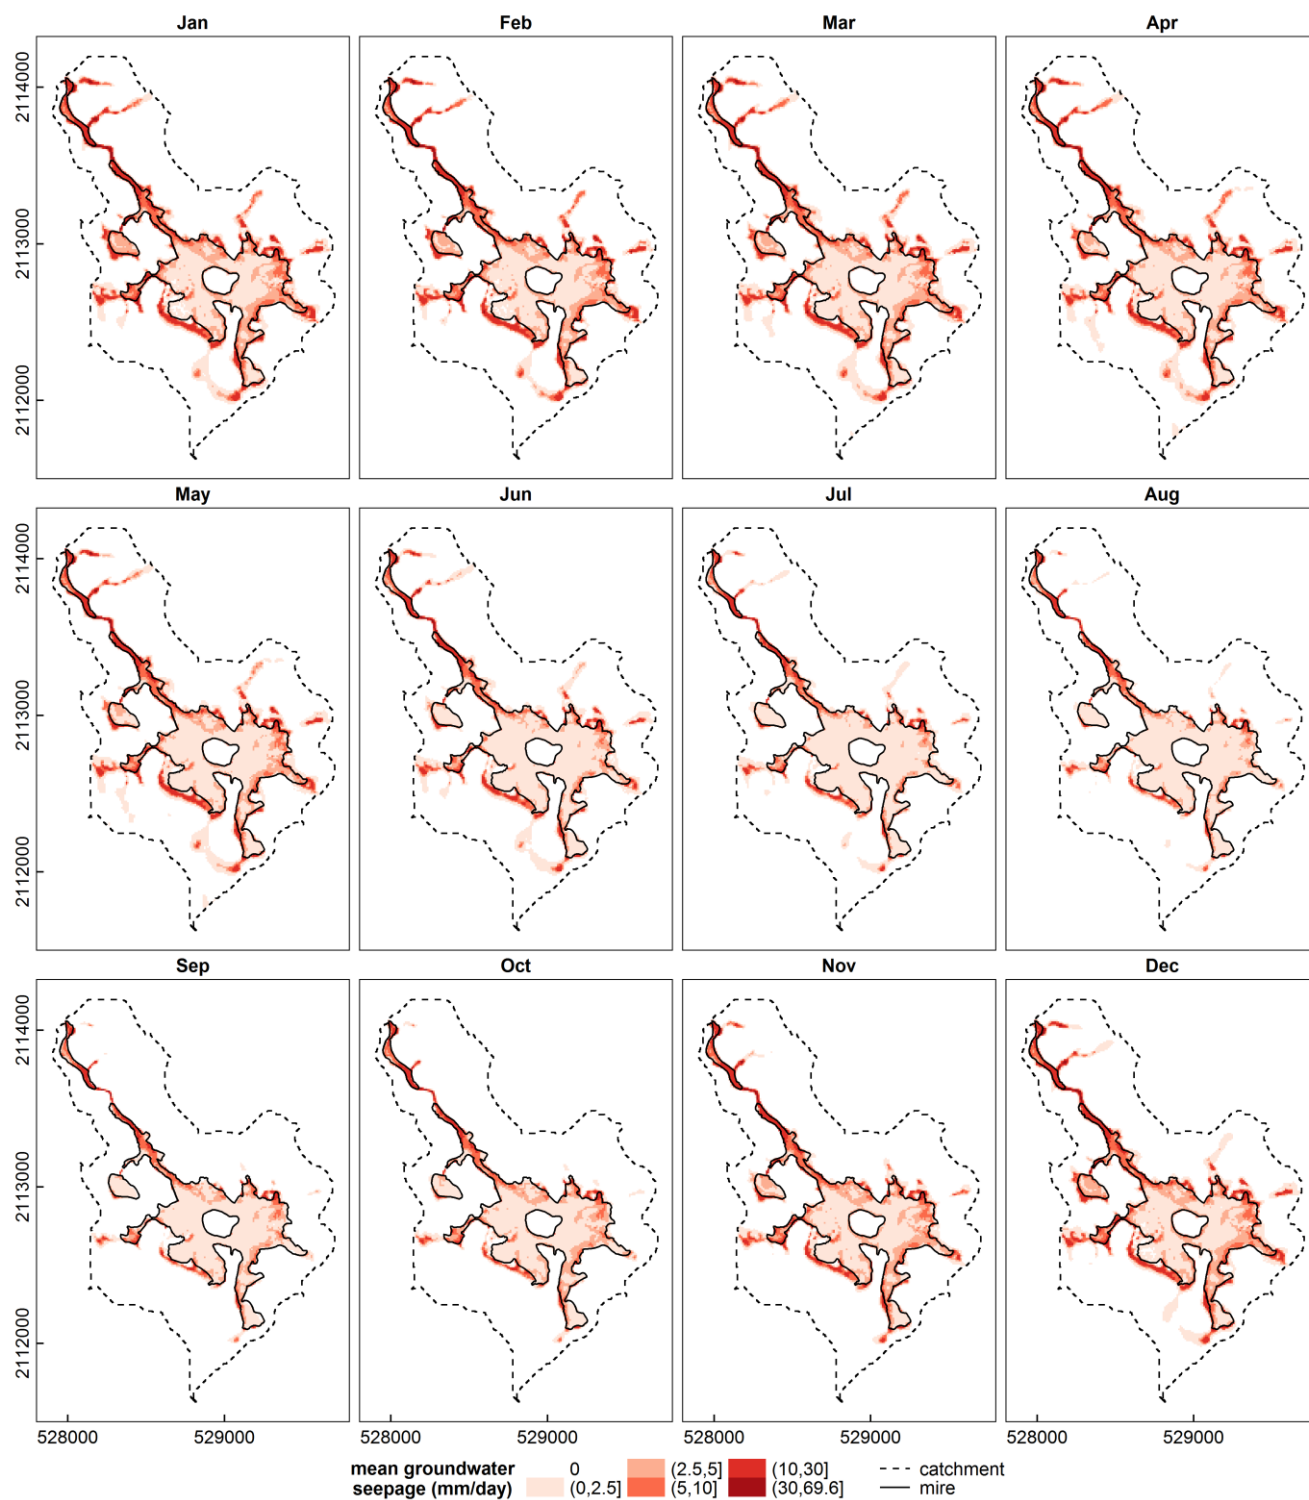 Jan Feb Mar Apr
2114000
2113000
2112000
May Jun Jul Aug
2114000
2113000
2112000
Sep Oct Nov Dec
2114000
2113000
2112000
528000 529000 528000 529000 528000 529000 528000 529000
mean groundwater 0 (2.5,5] (10,30] catchment
seepage (mm/day) (0,2.5] (5,10] (30,69.6] mire